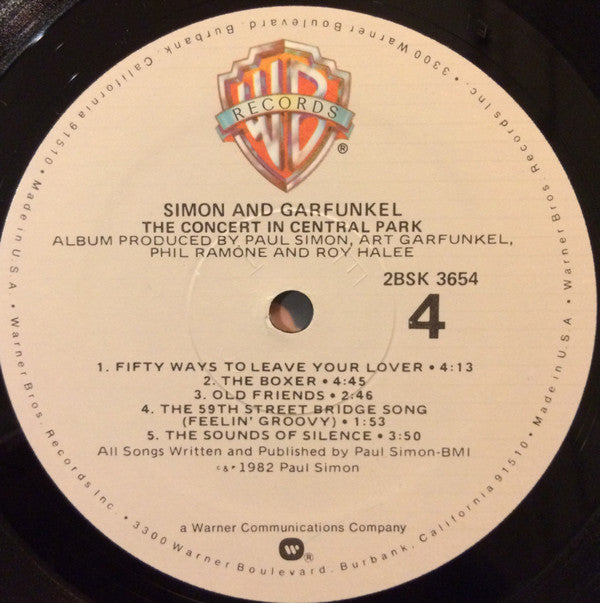 WB
RECORDS
®
SIMON AND GARFUNKEL
THE CONCERT IN CENTRAL PARK
ALBUM PRODUCED BY PAUL SIMON, ART GARFUNKEL,
PHIL RAMONE AND ROY HALEE
2BSK 3654
4
1. FIFTY WAYS TO LEAVE YOUR LOVER • 4:13
2. THE BOXER • 4:45
3. OLD FRIENDS • 2:46
4. THE 59TH STREET BRIDGE SONG
(FEELIN' GROOVY) • 1:53
5. THE SOUNDS OF SILENCE • 3:50
All Songs Written and Published by Paul Simon-BMI
© & ℗ 1982 Paul Simon
a Warner Communications Company
®
Warner Bros. Records Inc. • 3300 Warner Boulevard, Burbank, California 91510 • Made in U.S.A. •
Warner Bros. Records Inc. • 3300 Warner Boulevard, Burbank, California 91510 • Made in U.S.A. •